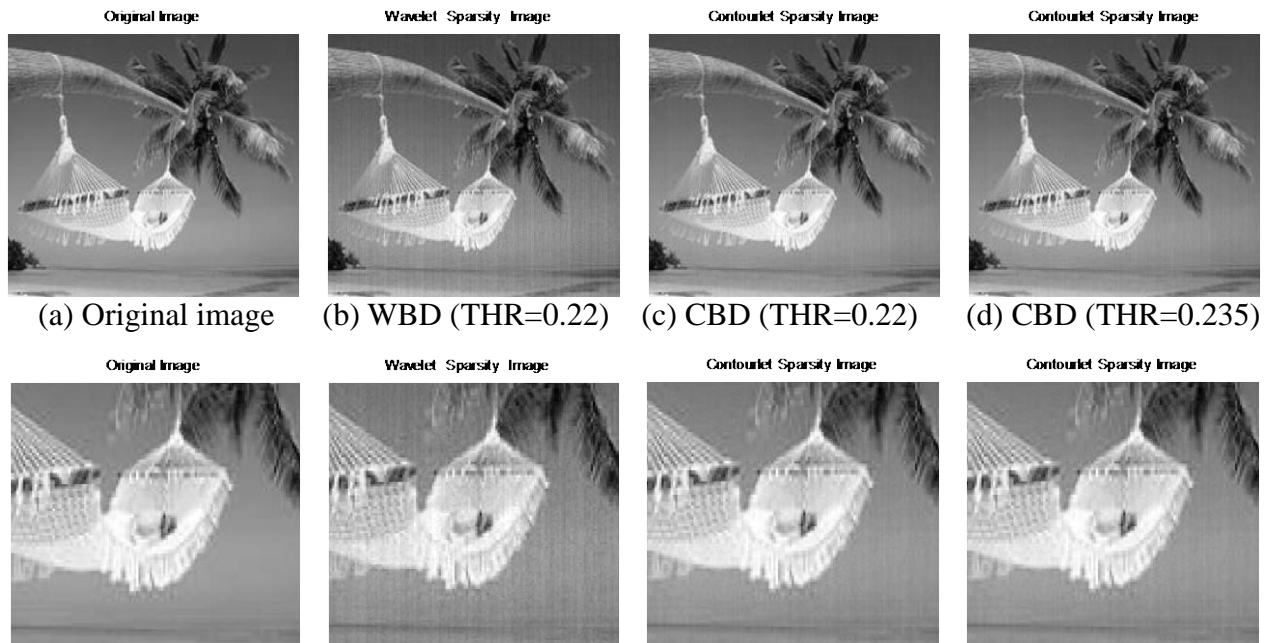 Original Image
Wavelet Sparsity Image
Contourlet Sparsity Image
Contourlet Sparsity Image
(a) Original image
(b) WBD (THR=0.22)
(c) CBD (THR=0.22)
(d) CBD (THR=0.235)
Original Image
Wavelet Sparsity Image
Contourlet Sparsity Image
Contourlet Sparsity Image